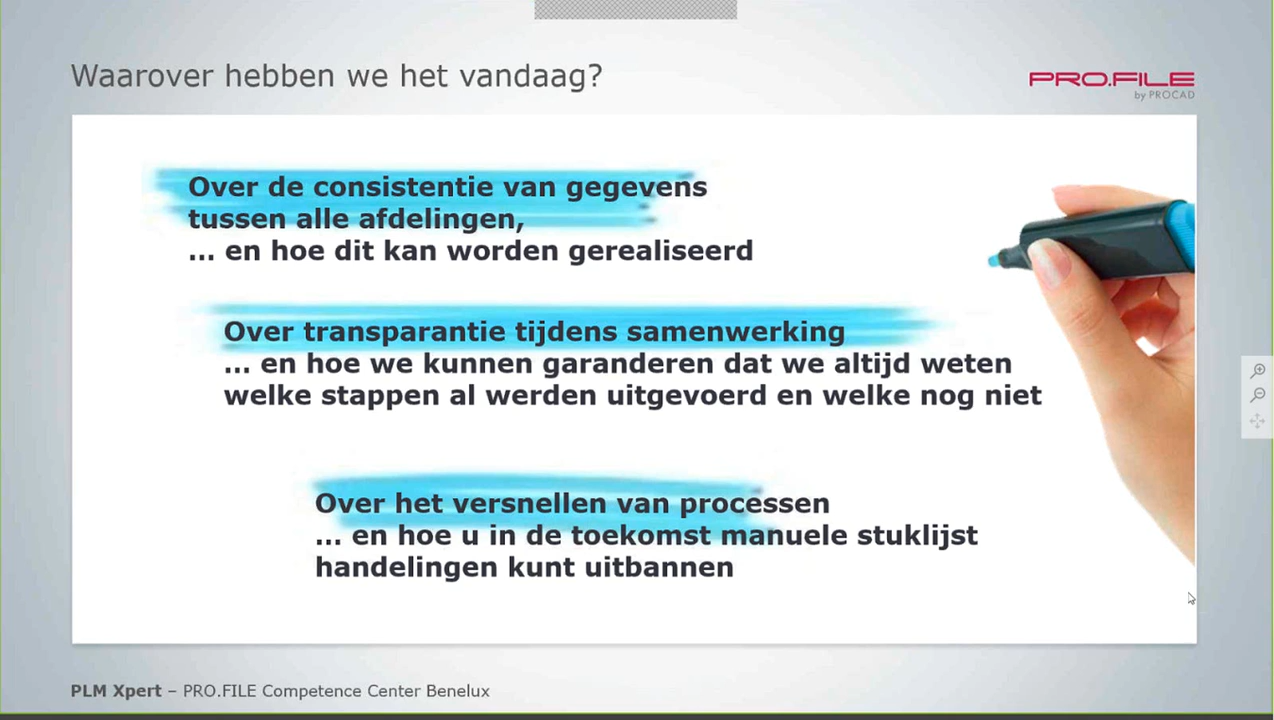 Waarover hebben we het vandaag?
PRO.FILE
by PROCAD
Over de consistentie van gegevens
tussen alle afdelingen,
... en hoe dit kan worden gerealiseerd
Over transparantie tijdens samenwerking
... en hoe we kunnen garanderen dat we altijd weten
welke stappen al werden uitgevoerd en welke nog niet
Over het versnellen van processen
... en hoe u in de toekomst manuele stuklijst
handelingen kunt uitbannen
PLM Xpert – PRO.FILE Competence Center Benelux